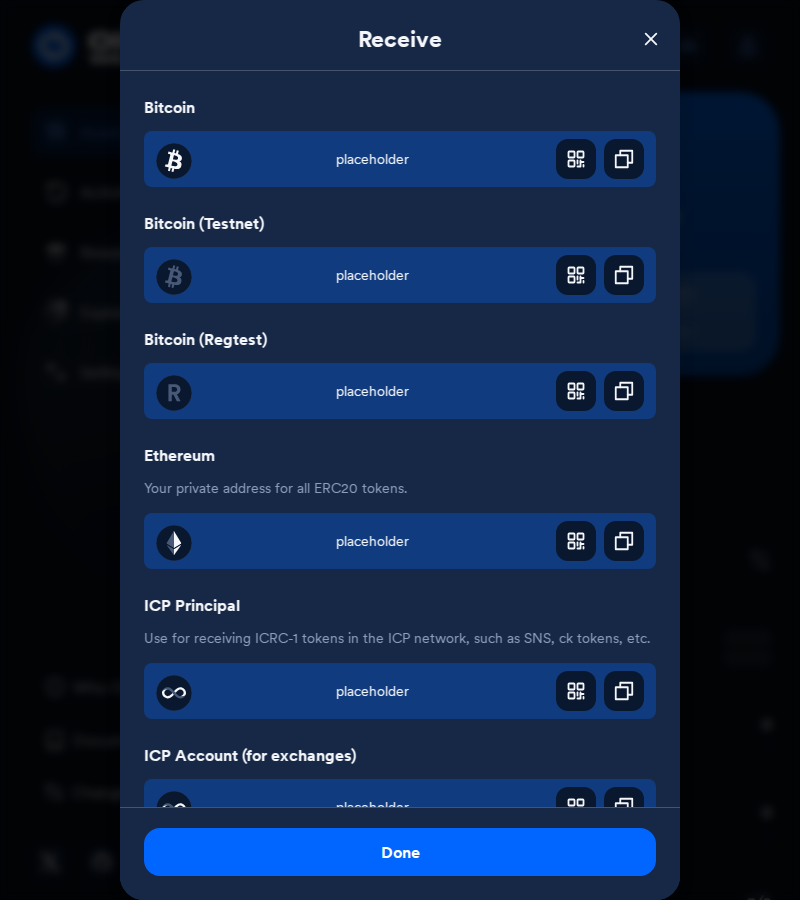 Receive
Bitcoin
placeholder
Bitcoin (Testnet)
placeholder
Bitcoin (Regtest)
R
placeholder
Ethereum
Your private address for all ERC20 tokens.
placeholder
ICP Principal
Use for receiving ICRC-1 tokens in the ICP network, such as SNS, ck tokens, etc.
placeholder
ICP Account (for exchanges)
placeholder
Done